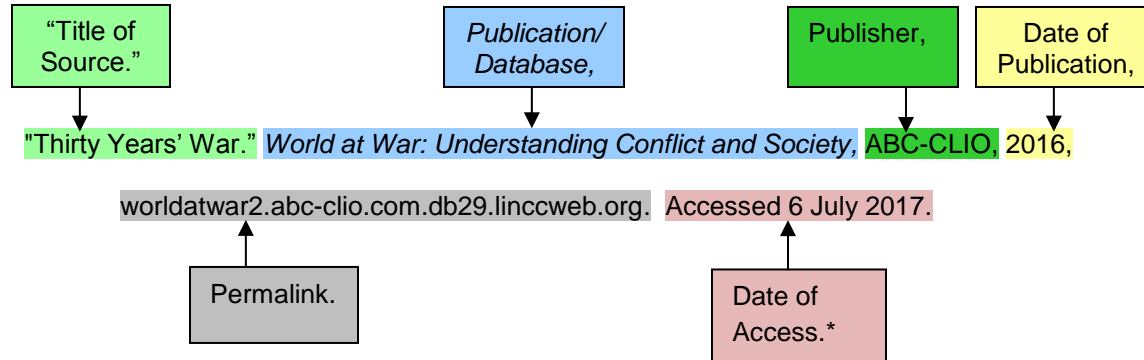 “Title of
Source.”
Publication/
Database,
Publisher,
Date of
Publication,
"Thirty Years’ War.” World at War: Understanding Conflict and Society, ABC-CLIO, 2016,
worldatwar2.abc-clio.com.db29.linccweb.org. Accessed 6 July 2017.
Permalink.
Date of
Access.*